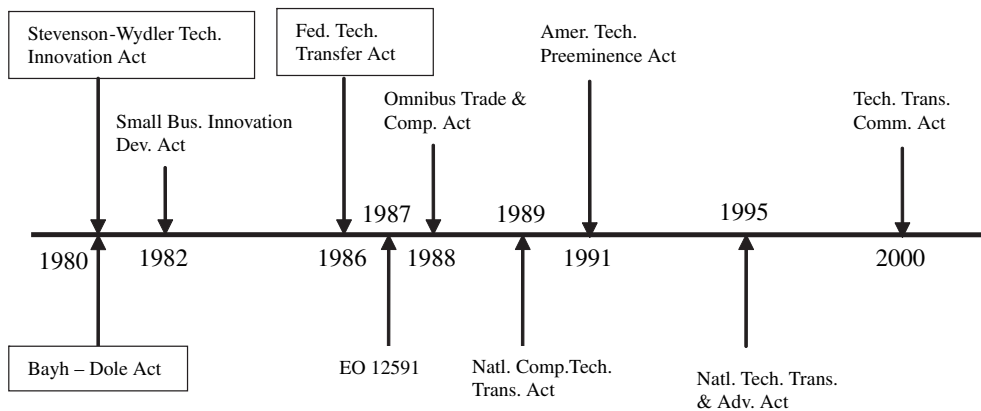 Stevenson-Wydler Tech.
Innovation Act
Fed. Tech.
Transfer Act
Amer. Tech.
Preeminence Act
Small Bus. Innovation
Dev. Act
Omnibus Trade &
Comp. Act
Tech. Trans.
Comm. Act
1987
1989
1995
1980
1982
1986
1988
1991
2000
Bayh – Dole Act
EO 12591
Natl. Comp.Tech.
Trans. Act
Natl. Tech. Trans.
& Adv. Act